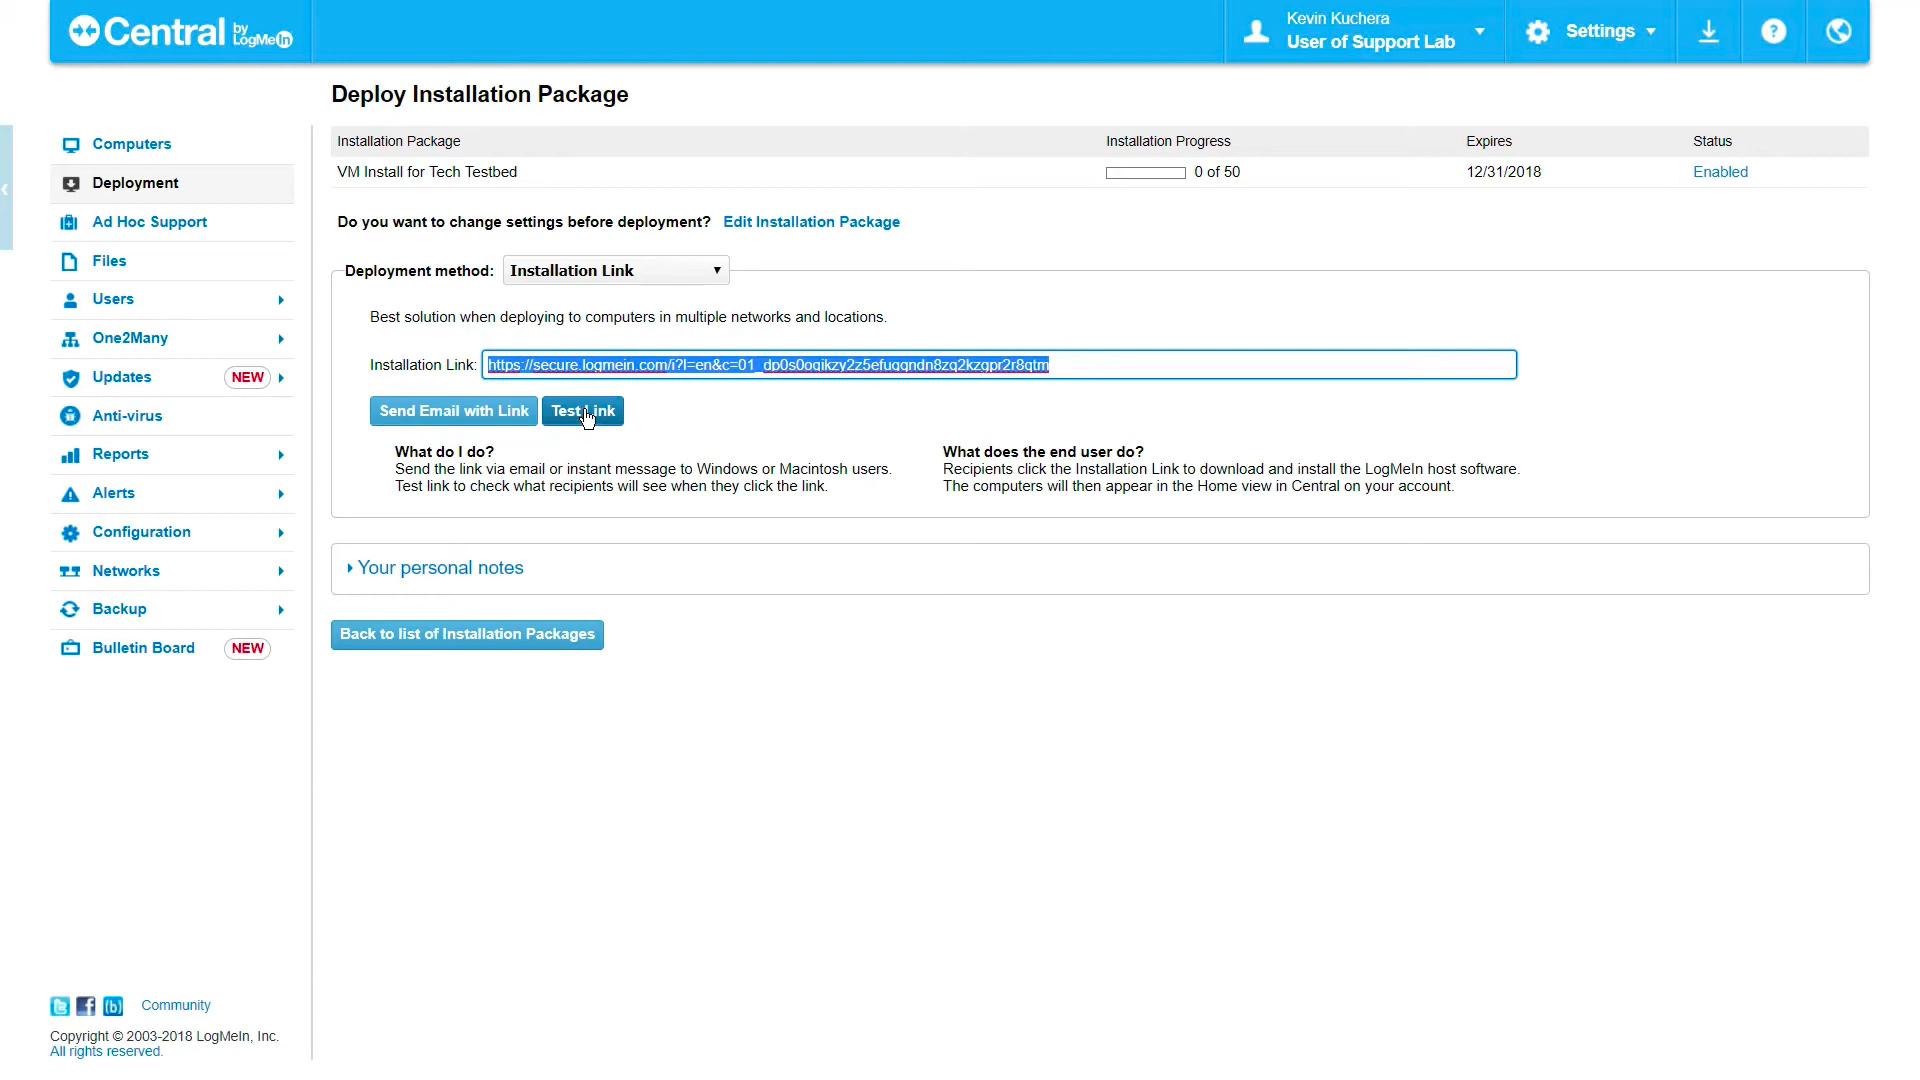 Central by LogMeIn
Kevin Kuchera
User of Support Lab
Settings
?
Deploy Installation Package
Computers
Deployment
Ad Hoc Support
Files
Users
One2Many
Updates NEW
Anti-virus
Reports
Alerts
Configuration
Networks
Backup
Bulletin Board NEW
Installation Package Installation Progress Expires Status
VM Install for Tech Testbed 0 of 50 12/31/2018 Enabled
Do you want to change settings before deployment? Edit Installation Package
Deployment method: Installation Link
Best solution when deploying to computers in multiple networks and locations.
Installation Link: https://secure.logmein.com/i?l=en&c=01_dp0s0oqikzy2z5efuqqndn8zq2kzgpr2r8qtm
Send Email with Link Test Link
What do I do?
Send the link via email or instant message to Windows or Macintosh users.
Test link to check what recipients will see when they click the link.
What does the end user do?
Recipients click the Installation Link to download and install the LogMeIn host software.
The computers will then appear in the Home view in Central on your account.
Your personal notes
Back to list of Installation Packages
Community
Copyright © 2003-2018 LogMeIn, Inc.
All rights reserved.